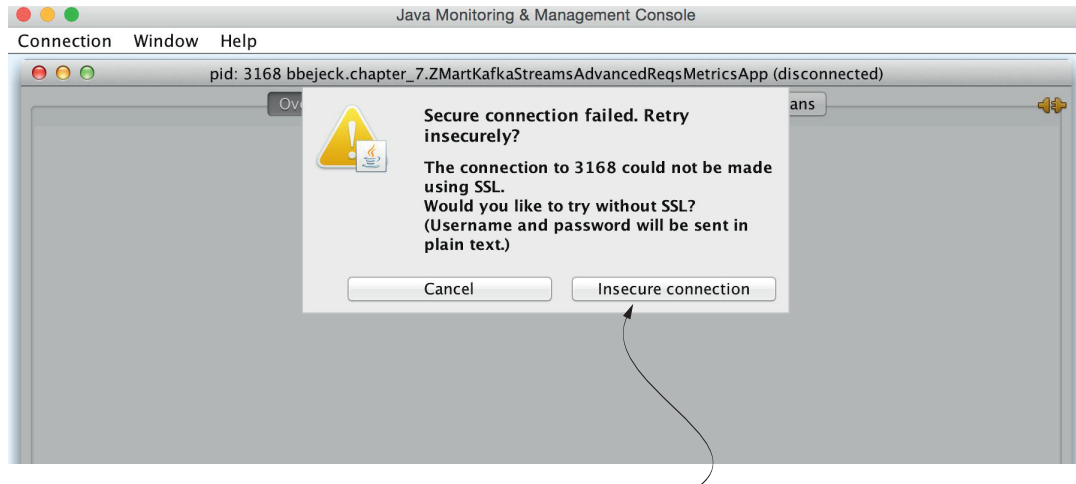 Java Monitoring & Management Console
Connection Window Help
pid: 3168 bbejeck.chapter_7.ZMartKafkaStreamsAdvancedReqsMetricsApp (disconnected)
Ov
ans
Secure connection failed. Retry
insecurely?
The connection to 3168 could not be made
using SSL.
Would you like to try without SSL?
(Username and password will be sent in
plain text.)
Cancel Insecure connection